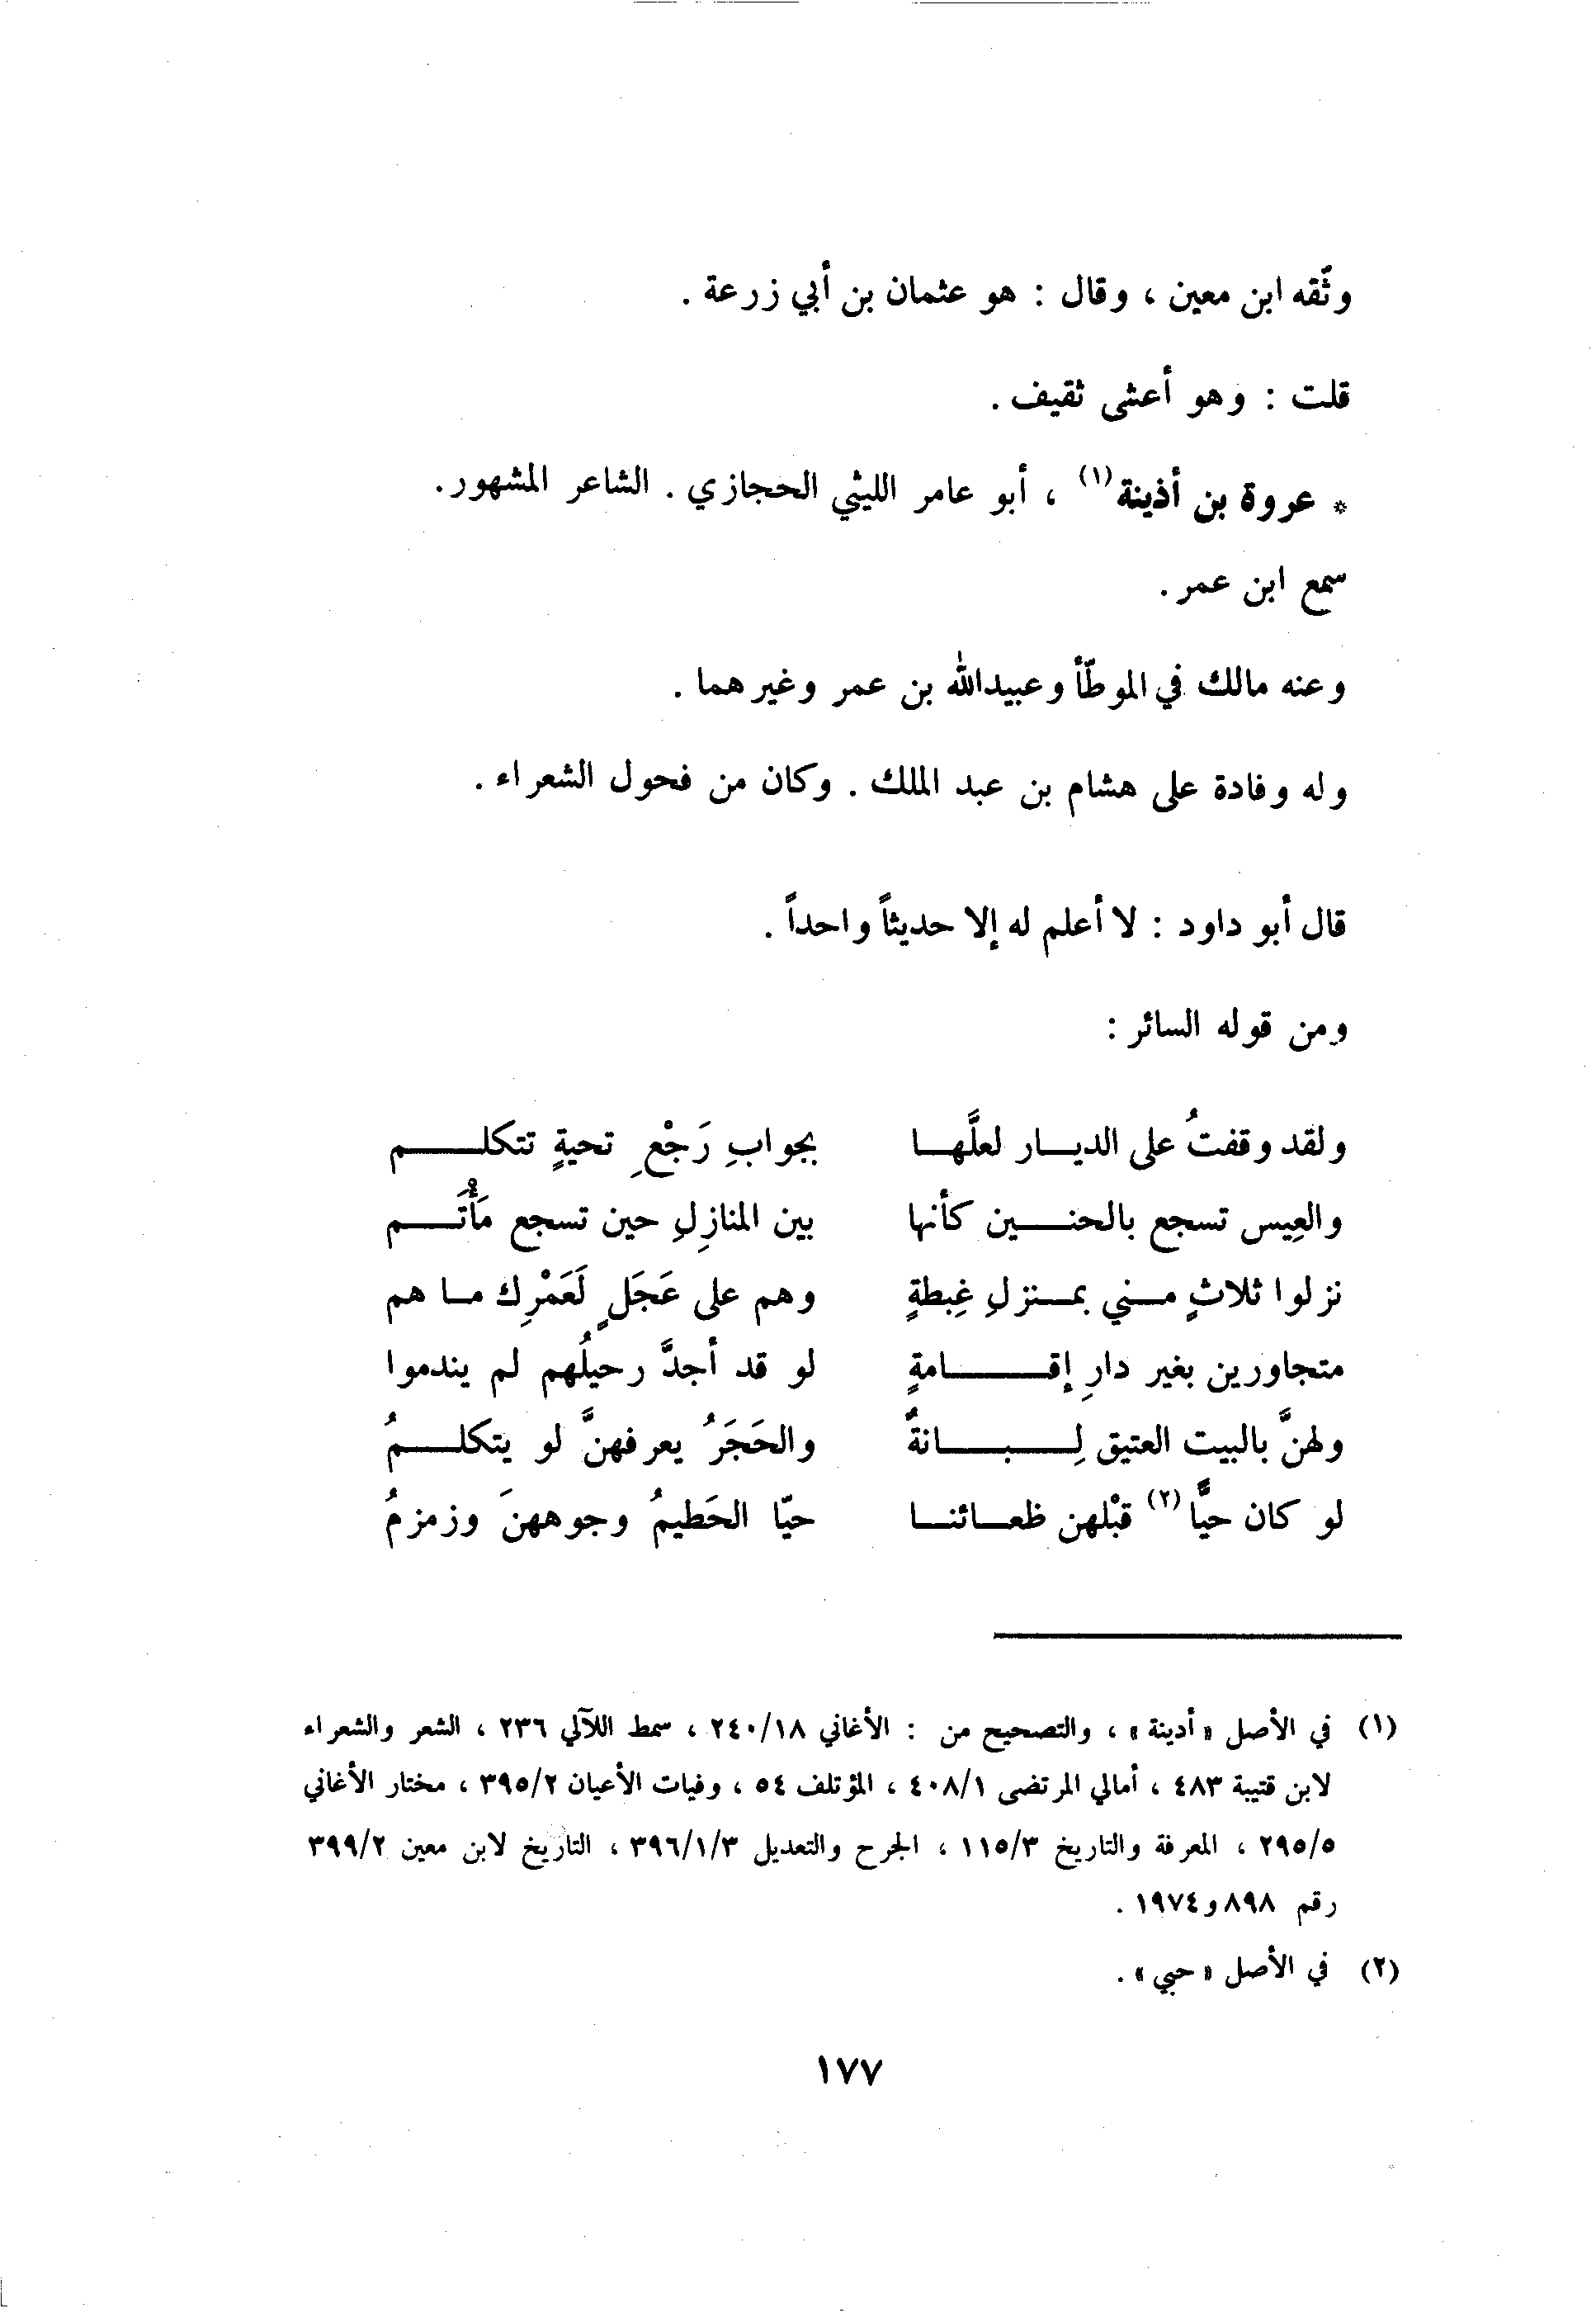 وثّقه ابن معين ، وقال : هو عثمان بن أبي زرعة .
قلت : وهو أعشى ثقيف .
* عروة بن أذينة(١) ، أبو عامر الليثي الحجازي . الشاعر المشهور.
سمع ابن عمر .
وعنه مالك في الموطّأ وعبيدالله بن عمر وغيرهما .
وله وفادة على هشام بن عبد الملك . وكان من فحول الشعراء .
قال أبو داود : لا أعلم له إلا حديثاً واحداً .
ومن قوله السائر :
ولقد وقفتُ على الديار لعلَّها بجوابِ رَجْعِ تحيةٍ تتكلم
والعِيس تسجع بالحنين كأنها بين المنازِلِ حين تسجع مَأْتَم
نزلوا ثلاثٍ مني بمنزلِ غِبطةٍ وهم على عَجَلٍ لَعَمْرِك ما هم
متجاورين بغير دارِ إقامةٍ لو قد أجدَّ رحيلُهم لم يندموا
ولهنَّ بالبيت العتيق لِبانةٌ والحَجَرُ يعرفهنَّ لو يتكلمُ
لو كان حيًّا(٢) قبْلهن ظعائنا حيّا الحَطيمُ وجوههنَ وزمزمُ
(١) في الأصل «أدينة» ، والتصحيح من : الأغاني ٢٤٠/١٨ ، سمط اللآلي ٢٣٦ ، الشعر والشعراء
لابن قتيبة ٤٨٣ ، أمالي المرتضى ٤٠٨/١ ، المؤتلف ٥٤ ، وفيات الأعيان ٣٩٥/٢ ، مختار الأغاني
٢٩٥/٥ ، المعرفة والتاريخ ١١٥/٣ ، الجرح والتعديل ٣٩٦/١/٣ ، التاريخ لابن معين ٣٩٩/٢
رقم ٨٩٨ و١٩٧٤ .
(٢) في الأصل «حبي» .
١٧٧